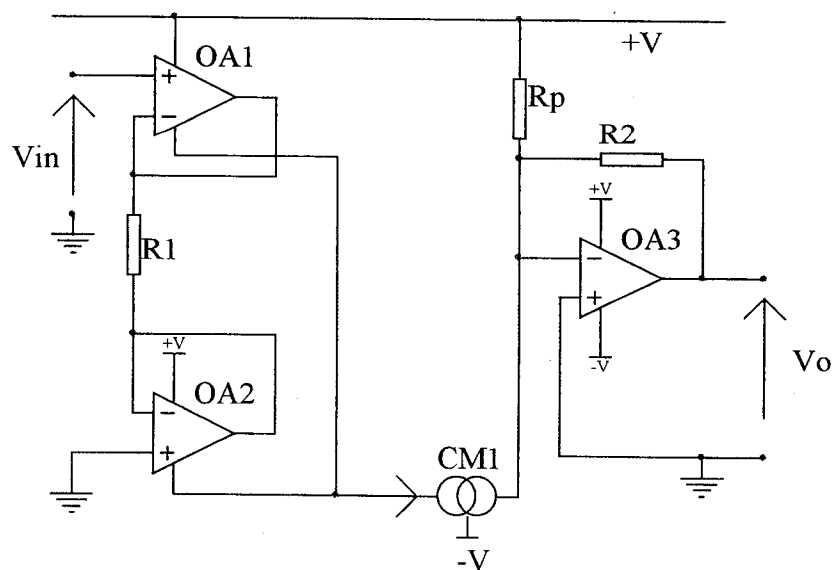 +V
OA1
+
−
Vin
Rp
R2
+V
OA3
−
+
-V
R1
+V
OA2
−
+
Vo
CM1
-V